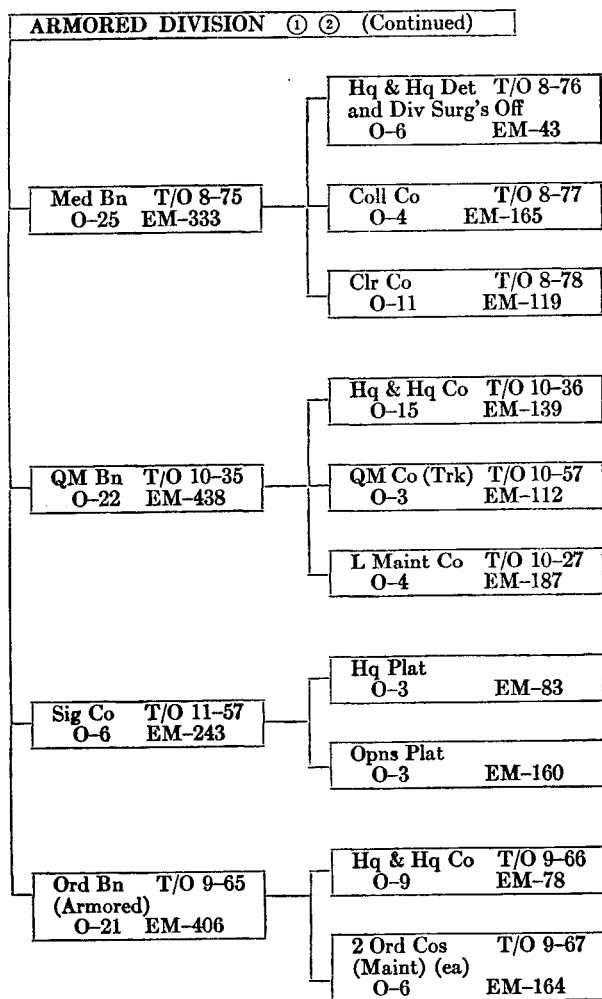 ARMORED DIVISION ① ② (Continued)
Med Bn T/O 8–75
O–25 EM–333
Hq & Hq Det T/O 8–76
and Div Surg's Off
O–6 EM–43
Coll Co T/O 8–77
O–4 EM–165
Clr Co T/O 8–78
O–11 EM–119
QM Bn T/O 10–35
O–22 EM–438
Hq & Hq Co T/O 10–36
O–15 EM–139
QM Co (Trk) T/O 10–57
O–3 EM–112
L Maint Co T/O 10–27
O–4 EM–187
Sig Co T/O 11–57
O–6 EM–243
Hq Plat
O–3 EM–83
Opns Plat
O–3 EM–160
Ord Bn T/O 9–65
(Armored)
O–21 EM–406
Hq & Hq Co T/O 9–66
O–9 EM–78
2 Ord Cos T/O 9–67
(Maint) (ea)
O–6 EM–164